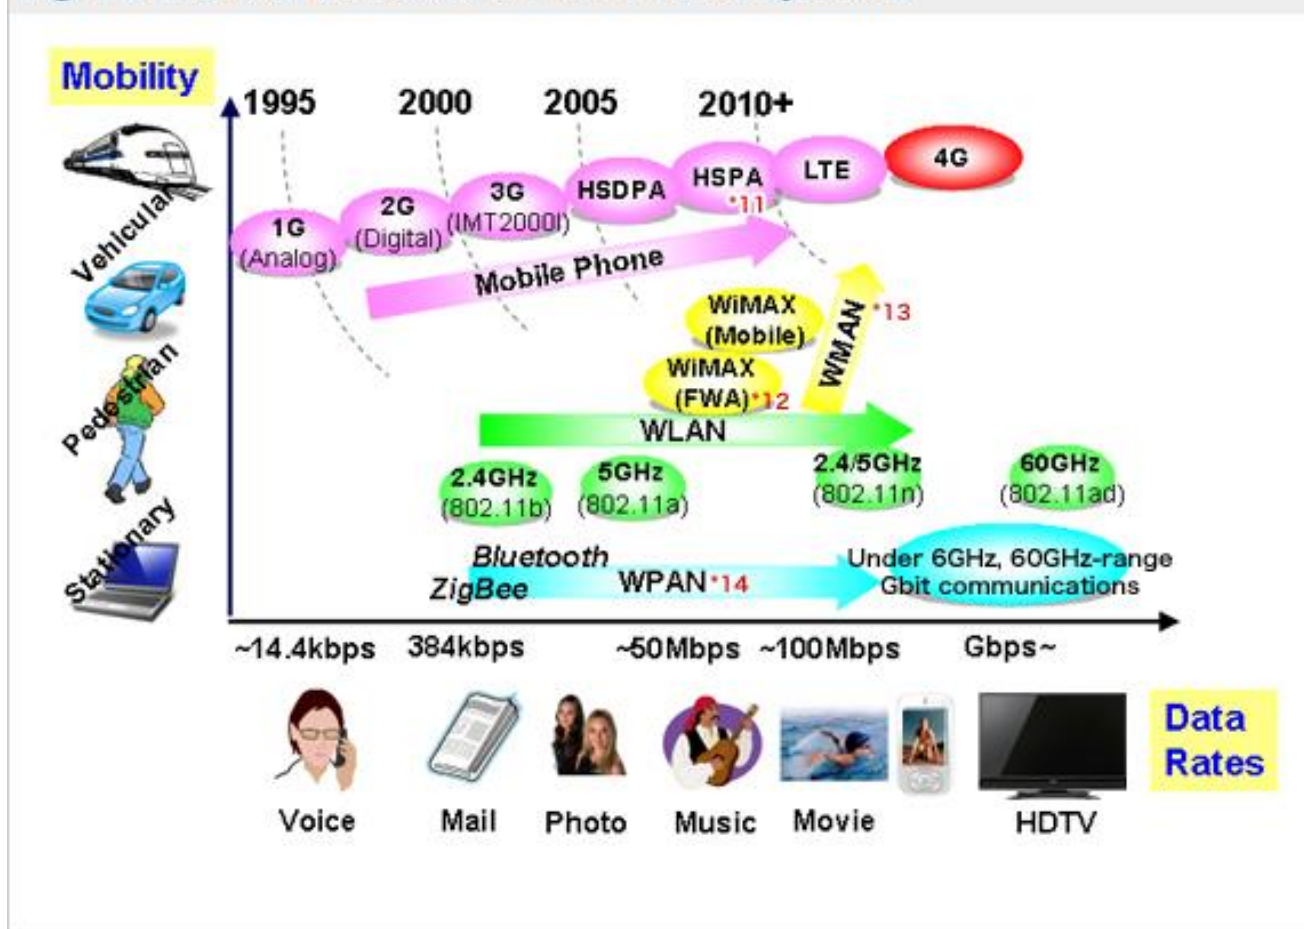 Mobility
1995 2000 2005 2010+
4G
LTE
HSPA
*11
HSDPA
3G
(IMT2000I)
2G
(Digital)
1G
(Analog)
Vehicular
Mobile Phone
WiMAX
(Mobile)
WMAN *13
WiMAX
(FWA)*12
Pedestrian
WLAN
2.4GHz
(802.11b)
5GHz
(802.11a)
2.4/5GHz
(802.11n)
60GHz
(802.11ad)
Stationary
Bluetooth
ZigBee
WPAN*14
Under 6GHz, 60GHz-range
Gbit communications
~14.4kbps 384kbps ~50Mbps ~100Mbps Gbps~
Voice Mail Photo Music Movie HDTV
Data
Rates